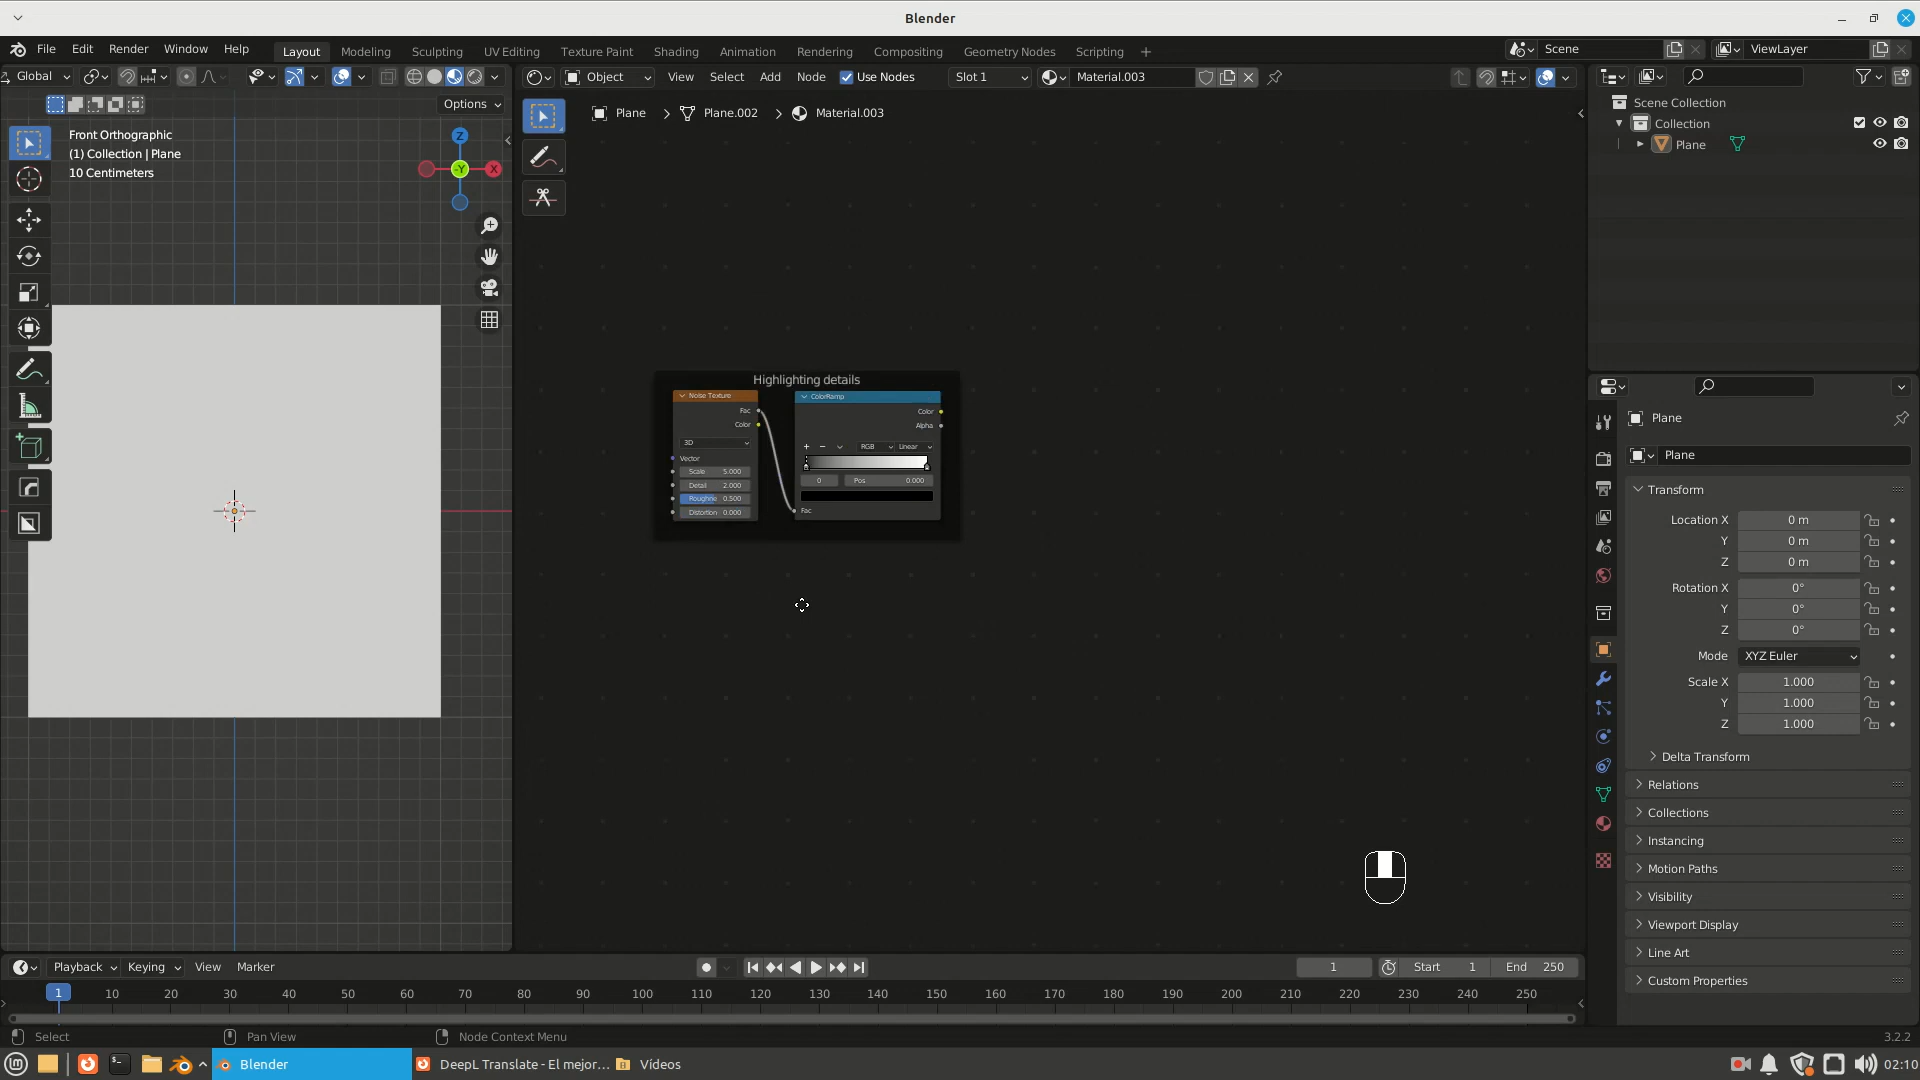 Blender
File Edit Render Window Help Layout Modeling Sculpting UV Editing Texture Paint Shading Animation Rendering Compositing Geometry Nodes Scripting + Scene ViewLayer
Global Object View Select Add Node Use Nodes Slot 1 Material.003
Options
Plane > Plane.002 > Material.003
Front Orthographic
(1) Collection | Plane
10 Centimeters
Z
-Y
X
Highlighting details
Noise Texture
Fac
Color
3D
Vector
Scale 5.000
Detail 2.000
Roughne 0.500
Distortion 0.000
ColorRamp
Color
Alpha
+ − RGB Linear
0 Pos 0.000
Fac
Scene Collection
Collection
Plane
Plane
Plane
Transform
Location X 0 m
Y 0 m
Z 0 m
Rotation X 0°
Y 0°
Z 0°
Mode XYZ Euler
Scale X 1.000
Y 1.000
Z 1.000
Delta Transform
Relations
Collections
Instancing
Motion Paths
Visibility
Viewport Display
Line Art
Custom Properties
Playback Keying View Marker 1 Start 1 End 250
1 10 20 30 40 50 60 70 80 90 100 110 120 130 140 150 160 170 180 190 200 210 220 230 240 250
Select Pan View Node Context Menu 3.2.2
Blender DeepL Translate - El mejor... Vídeos 02:10